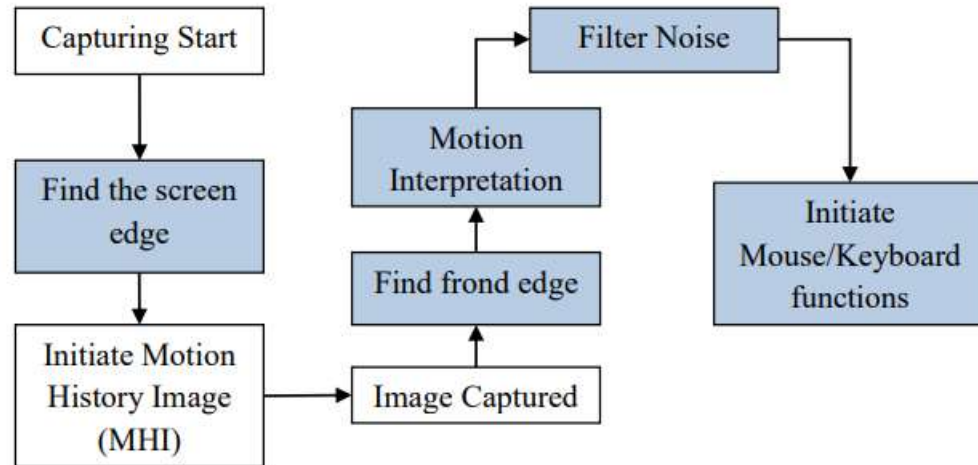 Capturing Start
Find the screen
edge
Initiate Motion
History Image
(MHI)
Image Captured
Find frond edge
Motion
Interpretation
Filter Noise
Initiate
Mouse/Keyboard
functions